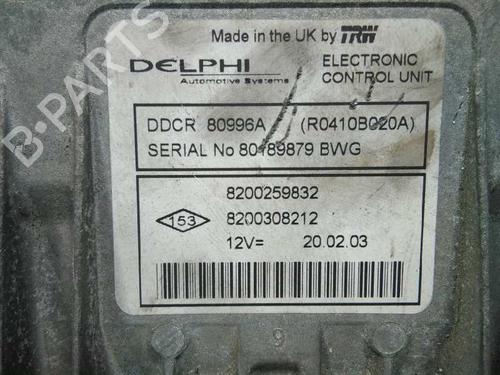 Made in the UK by TRW
DELPHI
Automotive Systems
ELECTRONIC
CONTROL UNIT
DDCR 80996A (R0410B020A)
SERIAL No 80489879 BWG
8200259832
153 8200308212
12V= 20.02.03
B-PARTS
9